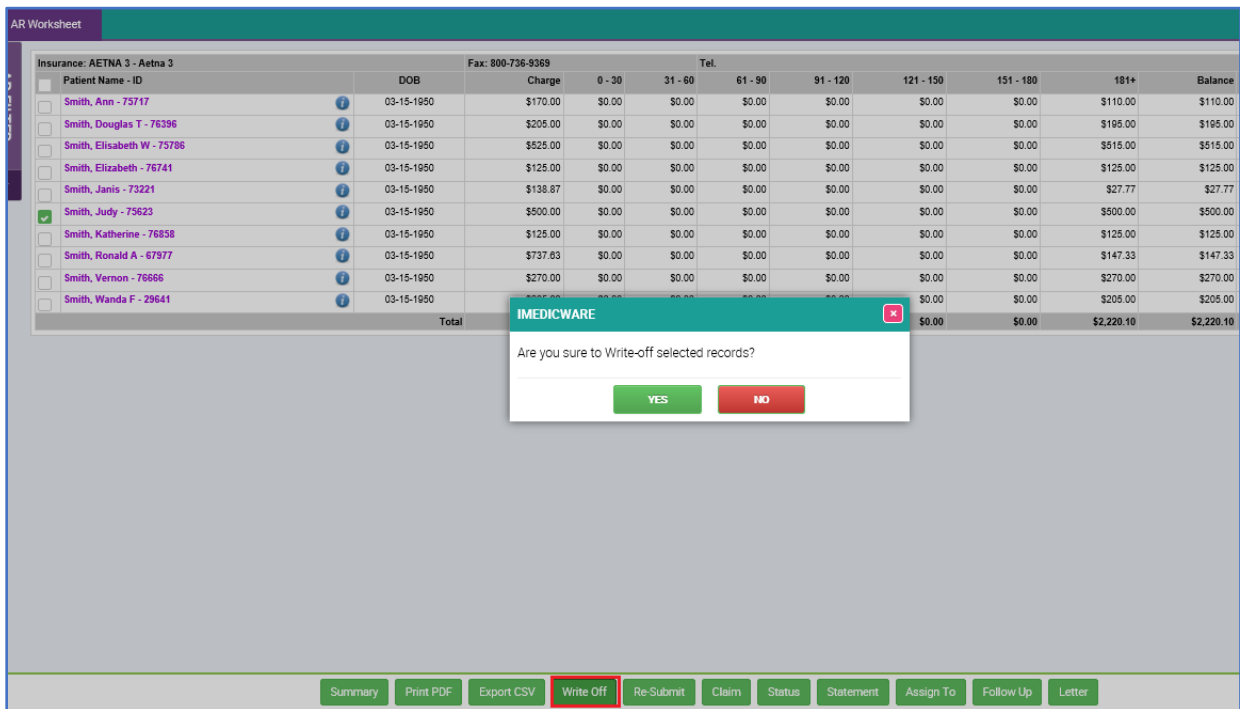 AR Worksheet
Insurance: AETNA 3 - Aetna 3 Fax: 800-736-9369 Tel.
Patient Name - ID DOB Charge 0 - 30 31 - 60 61 - 90 91 - 120 121 - 150 151 - 180 181+ Balance
Smith, Ann - 75717 03-15-1950 $170.00 $0.00 $0.00 $0.00 $0.00 $0.00 $0.00 $110.00 $110.00
Smith, Douglas T - 76396 03-15-1950 $205.00 $0.00 $0.00 $0.00 $0.00 $0.00 $0.00 $195.00 $195.00
Smith, Elisabeth W - 75786 03-15-1950 $525.00 $0.00 $0.00 $0.00 $0.00 $0.00 $0.00 $515.00 $515.00
Smith, Elizabeth - 76741 03-15-1950 $125.00 $0.00 $0.00 $0.00 $0.00 $0.00 $0.00 $125.00 $125.00
Smith, Janis - 73221 03-15-1950 $138.87 $0.00 $0.00 $0.00 $0.00 $0.00 $0.00 $27.77 $27.77
Smith, Judy - 75623 03-15-1950 $500.00 $0.00 $0.00 $0.00 $0.00 $0.00 $0.00 $500.00 $500.00
Smith, Katherine - 76858 03-15-1950 $125.00 $0.00 $0.00 $0.00 $0.00 $0.00 $0.00 $125.00 $125.00
Smith, Ronald A - 67977 03-15-1950 $737.63 $0.00 $0.00 $0.00 $0.00 $0.00 $0.00 $147.33 $147.33
Smith, Vernon - 76666 03-15-1950 $270.00 $0.00 $0.00 $0.00 $0.00 $0.00 $0.00 $270.00 $270.00
Smith, Wanda F - 29641 03-15-1950 $0.00 $0.00 $205.00 $205.00
Total $0.00 $0.00 $2,220.10 $2,220.10
IMEDICWARE
Are you sure to Write-off selected records?
YES NO
Summary Print PDF Export CSV Write Off Re-Submit Claim Status Statement Assign To Follow Up Letter